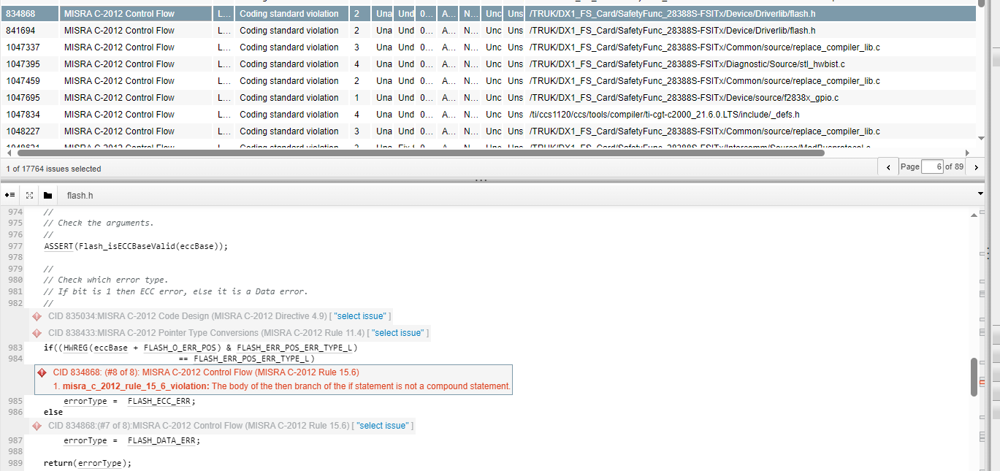 834868 MISRA C-2012 Control Flow L... Coding standard violation 2 Una Und 0... A... N... Unc Uns /TRUK/DX1_FS_Card/SafetyFunc_28388S-FSITx/Device/Driverlib/flash.h
841694 MISRA C-2012 Control Flow L... Coding standard violation 2 Una Und 0... A... N... Unc Uns /TRUK/DX1_FS_Card/SafetyFunc_28388S-FSITx/Device/Driverlib/flash.h
1047337 MISRA C-2012 Control Flow L... Coding standard violation 3 Una Und 0... A... N... Unc Uns /TRUK/DX1_FS_Card/SafetyFunc_28388S-FSITx/Common/source/replace_compiler_lib.c
1047395 MISRA C-2012 Control Flow L... Coding standard violation 4 Una Und 0... A... N... Unc Uns /TRUK/DX1_FS_Card/SafetyFunc_28388S-FSITx/Diagnostic/Source/stl_hwbist.c
1047459 MISRA C-2012 Control Flow L... Coding standard violation 2 Una Und 0... A... N... Unc Uns /TRUK/DX1_FS_Card/SafetyFunc_28388S-FSITx/Common/source/replace_compiler_lib.c
1047695 MISRA C-2012 Control Flow L... Coding standard violation 1 Una Und 0... A... N... Unc Uns /TRUK/DX1_FS_Card/SafetyFunc_28388S-FSITx/Device/source/f2838x_gpio.c
1047834 MISRA C-2012 Control Flow L... Coding standard violation 4 Una Und 0... A... N... Unc Uns /ti/ccs1120/ccs/tools/compiler/ti-cgt-c2000_21.6.0.LTS/include/_defs.h
1048227 MISRA C-2012 Control Flow L... Coding standard violation 3 Una Und 0... A... N... Unc Uns /TRUK/DX1_FS_Card/SafetyFunc_28388S-FSITx/Common/source/replace_compiler_lib.c
1 of 17764 issues selected Page 6 of 89
flash.h
974 //
975 // Check the arguments.
976 //
977 ASSERT(Flash_isECCBaseValid(eccBase));
978
979 //
980 // Check which error type.
981 // If bit is 1 then ECC error, else it is a Data error.
982 //
CID 835034:MISRA C-2012 Code Design (MISRA C-2012 Directive 4.9) [ "select issue" ]
CID 838433:MISRA C-2012 Pointer Type Conversions (MISRA C-2012 Rule 11.4) [ "select issue" ]
983 if((HWREG(eccBase + FLASH_O_ERR_POS) & FLASH_ERR_POS_ERR_TYPE_L)
984 == FLASH_ERR_POS_ERR_TYPE_L)
CID 834868: (#8 of 8): MISRA C-2012 Control Flow (MISRA C-2012 Rule 15.6)
1. misra_c_2012_rule_15_6_violation: The body of the then branch of the if statement is not a compound statement.
985 errorType = FLASH_ECC_ERR;
986 else
CID 834868:(#7 of 8):MISRA C-2012 Control Flow (MISRA C-2012 Rule 15.6) [ "select issue" ]
987 errorType = FLASH_DATA_ERR;
988
989 return(errorType);